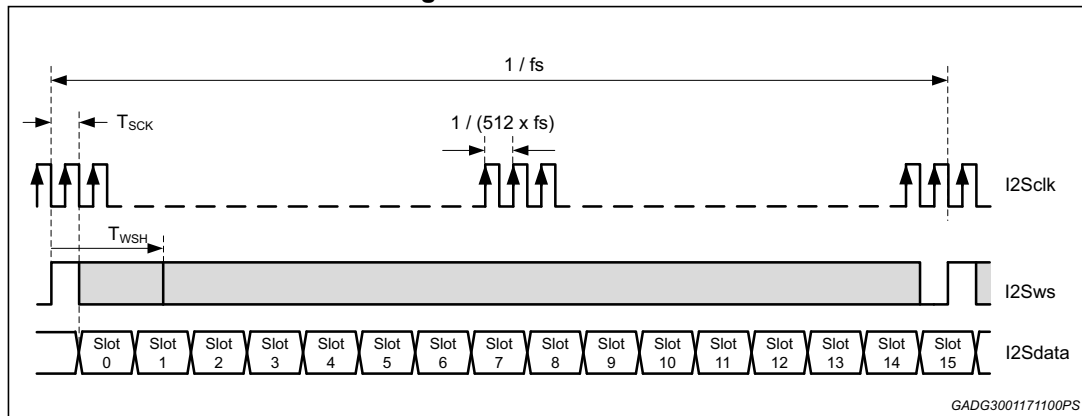 1 / fs
TSCK
1 / (512 x fs)
I2Sclk
TWSH
I2Sws
Slot 0
Slot 1
Slot 2
Slot 3
Slot 4
Slot 5
Slot 6
Slot 7
Slot 8
Slot 9
Slot 10
Slot 11
Slot 12
Slot 13
Slot 14
Slot 15
I2Sdata
GADG3001171100PS